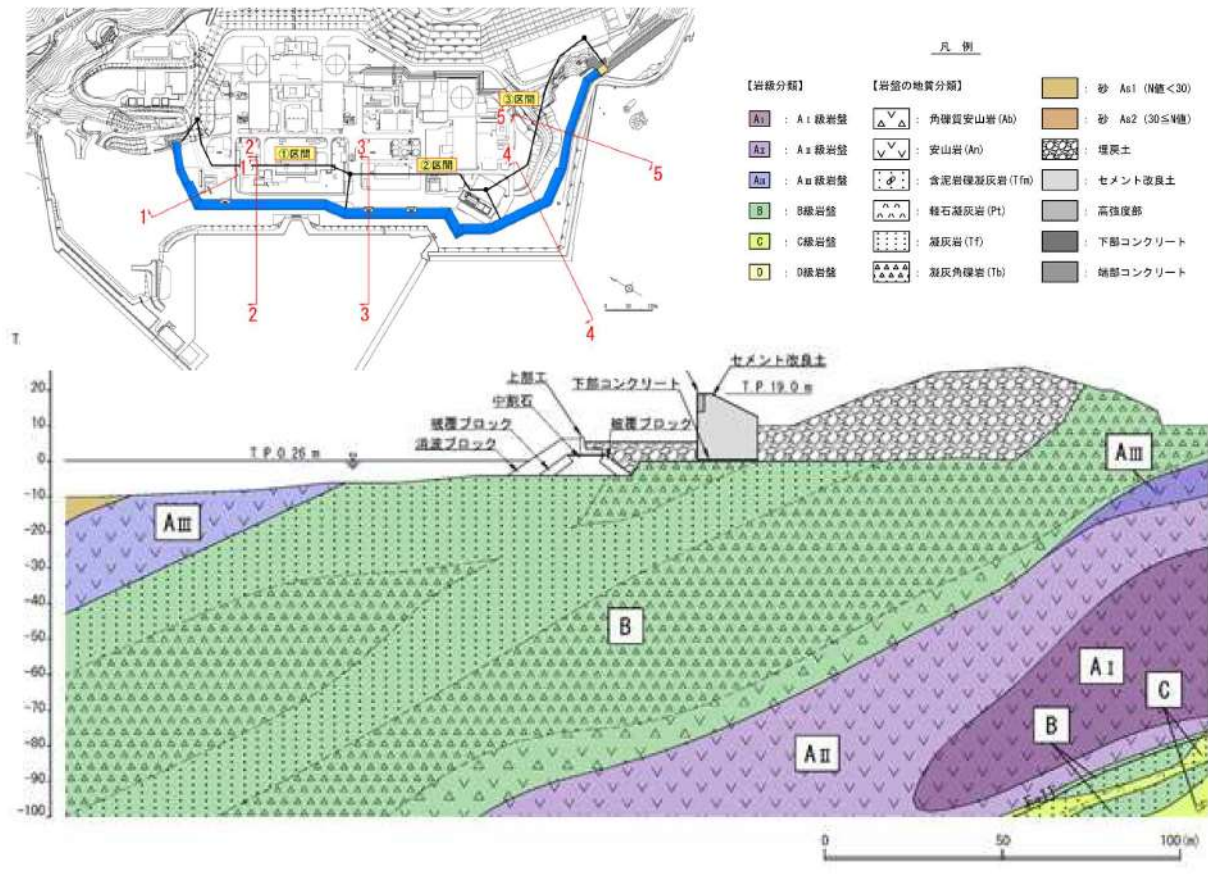 凡 例
【岩級分類】
AⅠ : AⅠ級岩盤
AⅡ : AⅡ級岩盤
AⅢ : AⅢ級岩盤
B : B級岩盤
C : C級岩盤
D : D級岩盤
【岩盤の地質分類】
: 角礫質安山岩(Ab)
: 安山岩(An)
: 含泥岩礫凝灰岩(Tfm)
: 軽石凝灰岩(Pt)
: 凝灰岩(Tf)
: 凝灰角礫岩(Tb)
: 砂 As1 (N値<30)
: 砂 As2 (30≦N値)
: 埋戻土
: セメント改良土
: 高強度部
: 下部コンクリート
: 端部コンクリート
③区間
5'
2'
①区間
3'
②区間
4'
1'
5
1
2
3
4
T.
セメント改良土
上部工
下部コンクリート
T.P.19.0m
中割石
被覆ブロック
被覆ブロック
消波ブロック
T.P.0.26m
20
10
0
-10
-20
-30
-40
-50
-60
-70
-80
-90
-100
AⅢ
AⅢ
B
AⅠ
C
B
AⅡ
F-11
0
50
100(m)